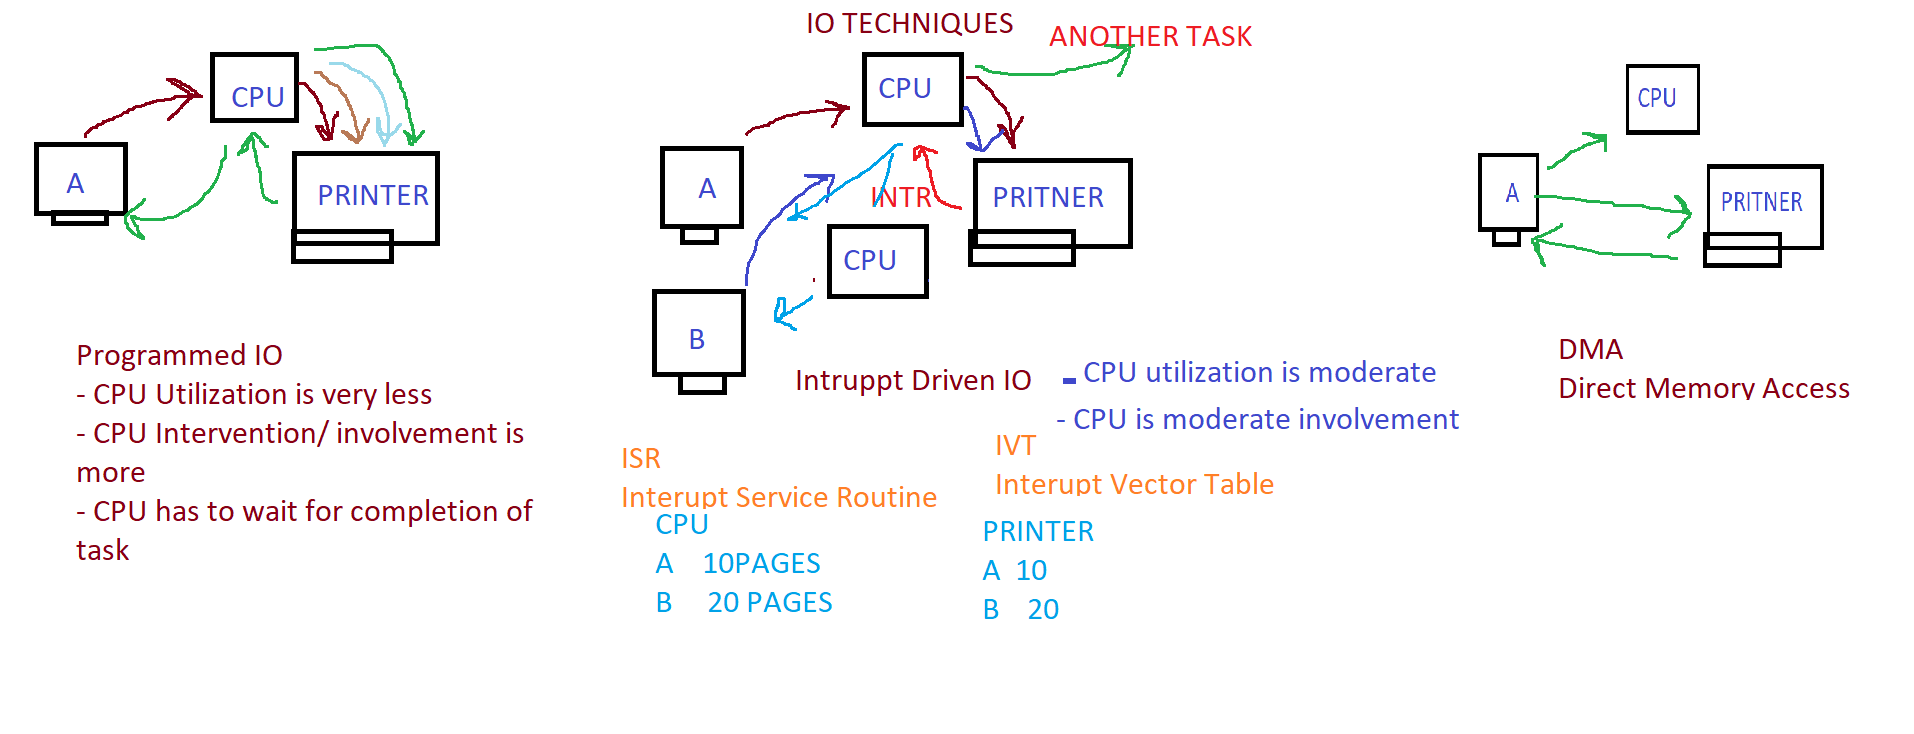 IO TECHNIQUES
ANOTHER TASK
CPU
A
PRINTER
CPU
A
INTR
PRITNER
CPU
B
CPU
A
PRITNER
Programmed IO
- CPU Utilization is very less
- CPU Intervention/ involvement is
more
- CPU has to wait for completion of
task
Intruppt Driven IO
- CPU utilization is moderate
- CPU is moderate involvement
ISR
Interupt Service Routine
CPU
A 10PAGES
B 20 PAGES
IVT
Interupt Vector Table
PRINTER
A 10
B 20
DMA
Direct Memory Access